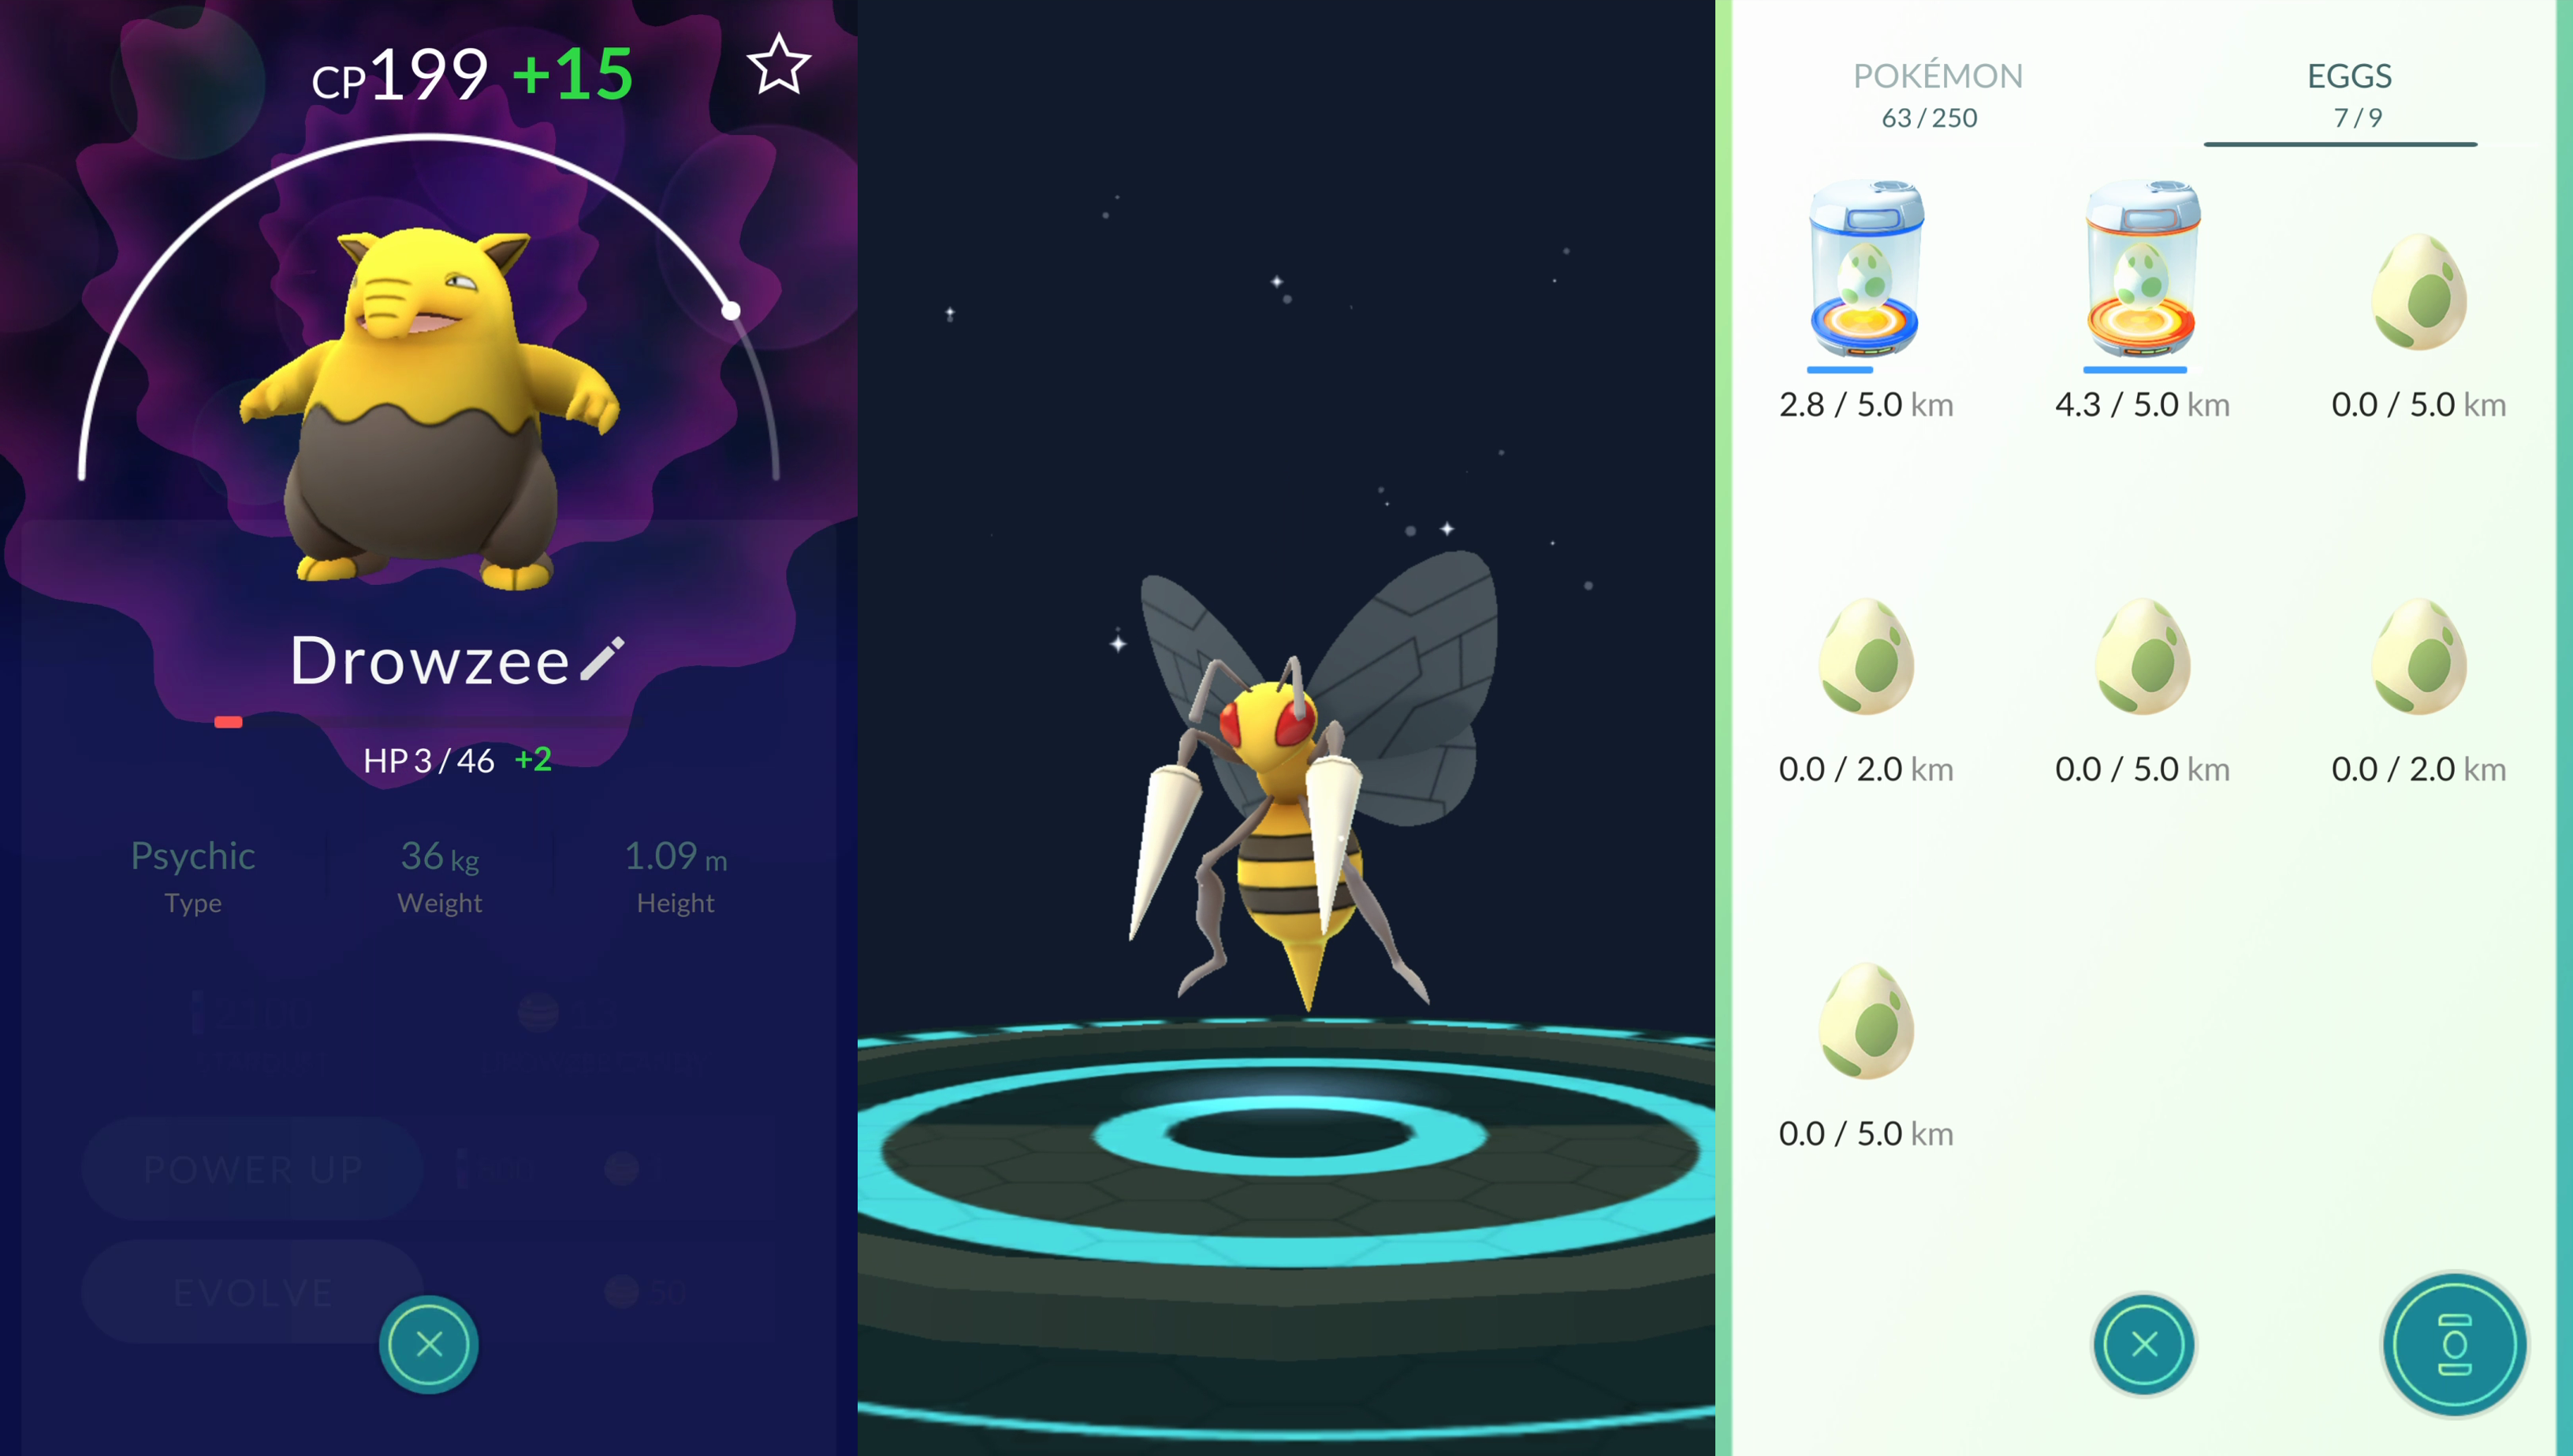 CP199 +15
Drowzee
HP 3 / 46 +2
Psychic 36 kg 1.09 m
Type Weight Height
POWER UP
EVOLVE 50
POKÉMON EGGS
63 / 250 7 / 9
2.8 / 5.0 km 4.3 / 5.0 km 0.0 / 5.0 km
0.0 / 2.0 km 0.0 / 5.0 km 0.0 / 2.0 km
0.0 / 5.0 km